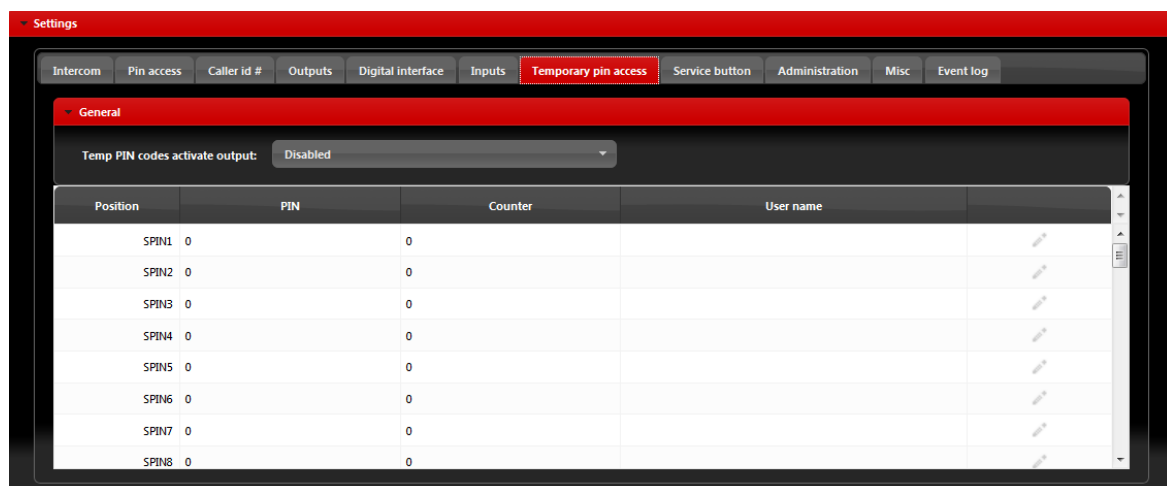 Settings
Intercom Pin access Caller id # Outputs Digital interface Inputs Temporary pin access Service button Administration Misc Event log
General
Temp PIN codes activate output: Disabled
Position PIN Counter User name
SPIN1 0 0
SPIN2 0 0
SPIN3 0 0
SPIN4 0 0
SPIN5 0 0
SPIN6 0 0
SPIN7 0 0
SPIN8 0 0